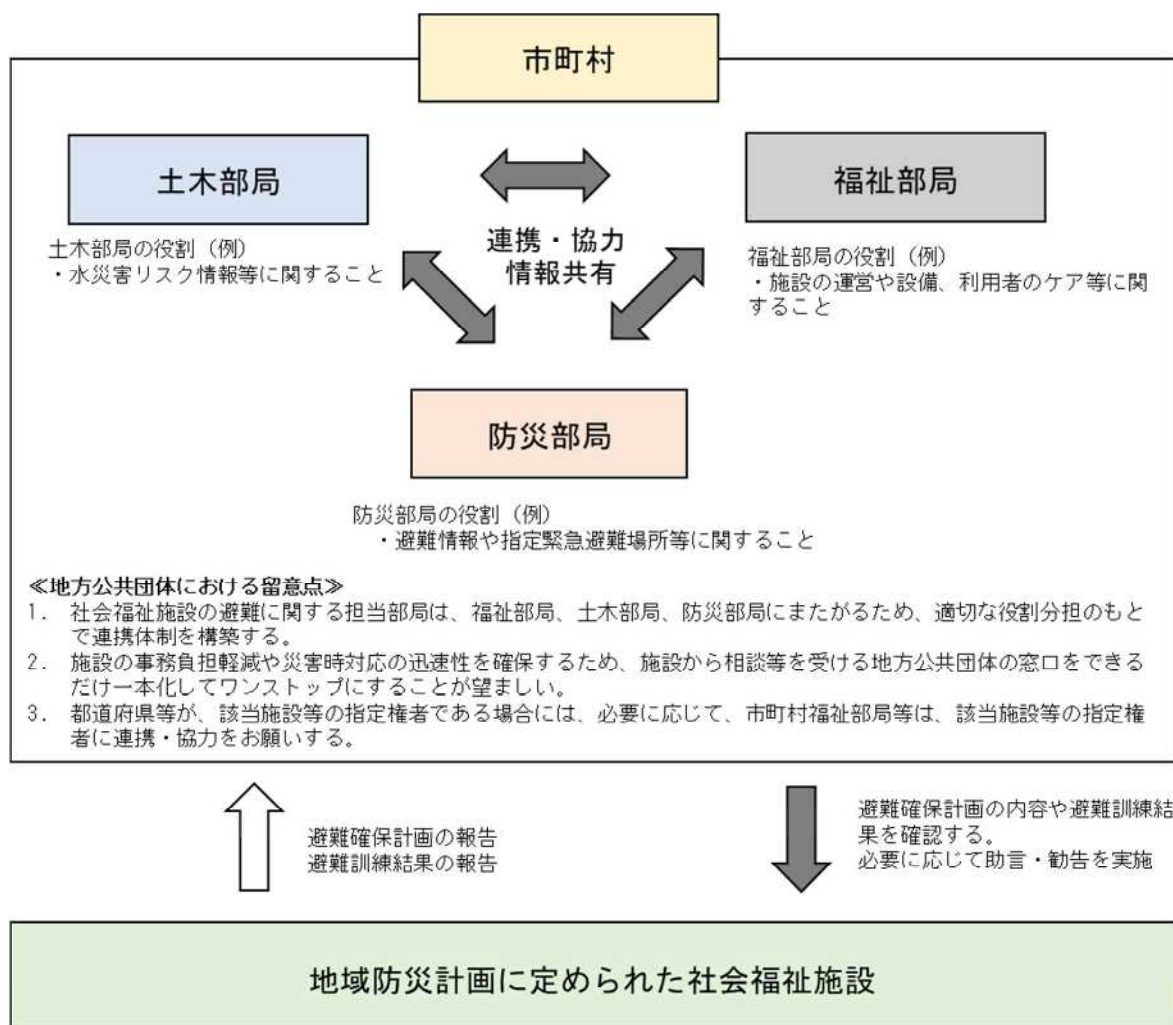 市町村
土木部局
福祉部局
連携・協力
情報共有
土木部局の役割（例）
・水災害リスク情報等に関すること
福祉部局の役割（例）
・施設の運営や設備、利用者のケア等に関
すること
防災部局
防災部局の役割（例）
・避難情報や指定緊急避難場所等に関すること
≪地方公共団体における留意点≫
1. 社会福祉施設の避難に関する担当部局は、福祉部局、土木部局、防災部局にまたがるため、適切な役割分担のもと
で連携体制を構築する。
2. 施設の事務負担軽減や災害時対応の迅速性を確保するため、施設から相談等を受ける地方公共団体の窓口をできる
だけ一本化してワンストップにすることが望ましい。
3. 都道府県等が、該当施設等の指定権者である場合には、必要に応じて、市町村福祉部局等は、該当施設等の指定権
者に連携・協力をお願いする。
避難確保計画の報告
避難訓練結果の報告
避難確保計画の内容や避難訓練結
果を確認する。
必要に応じて助言・勧告を実施
地域防災計画に定められた社会福祉施設